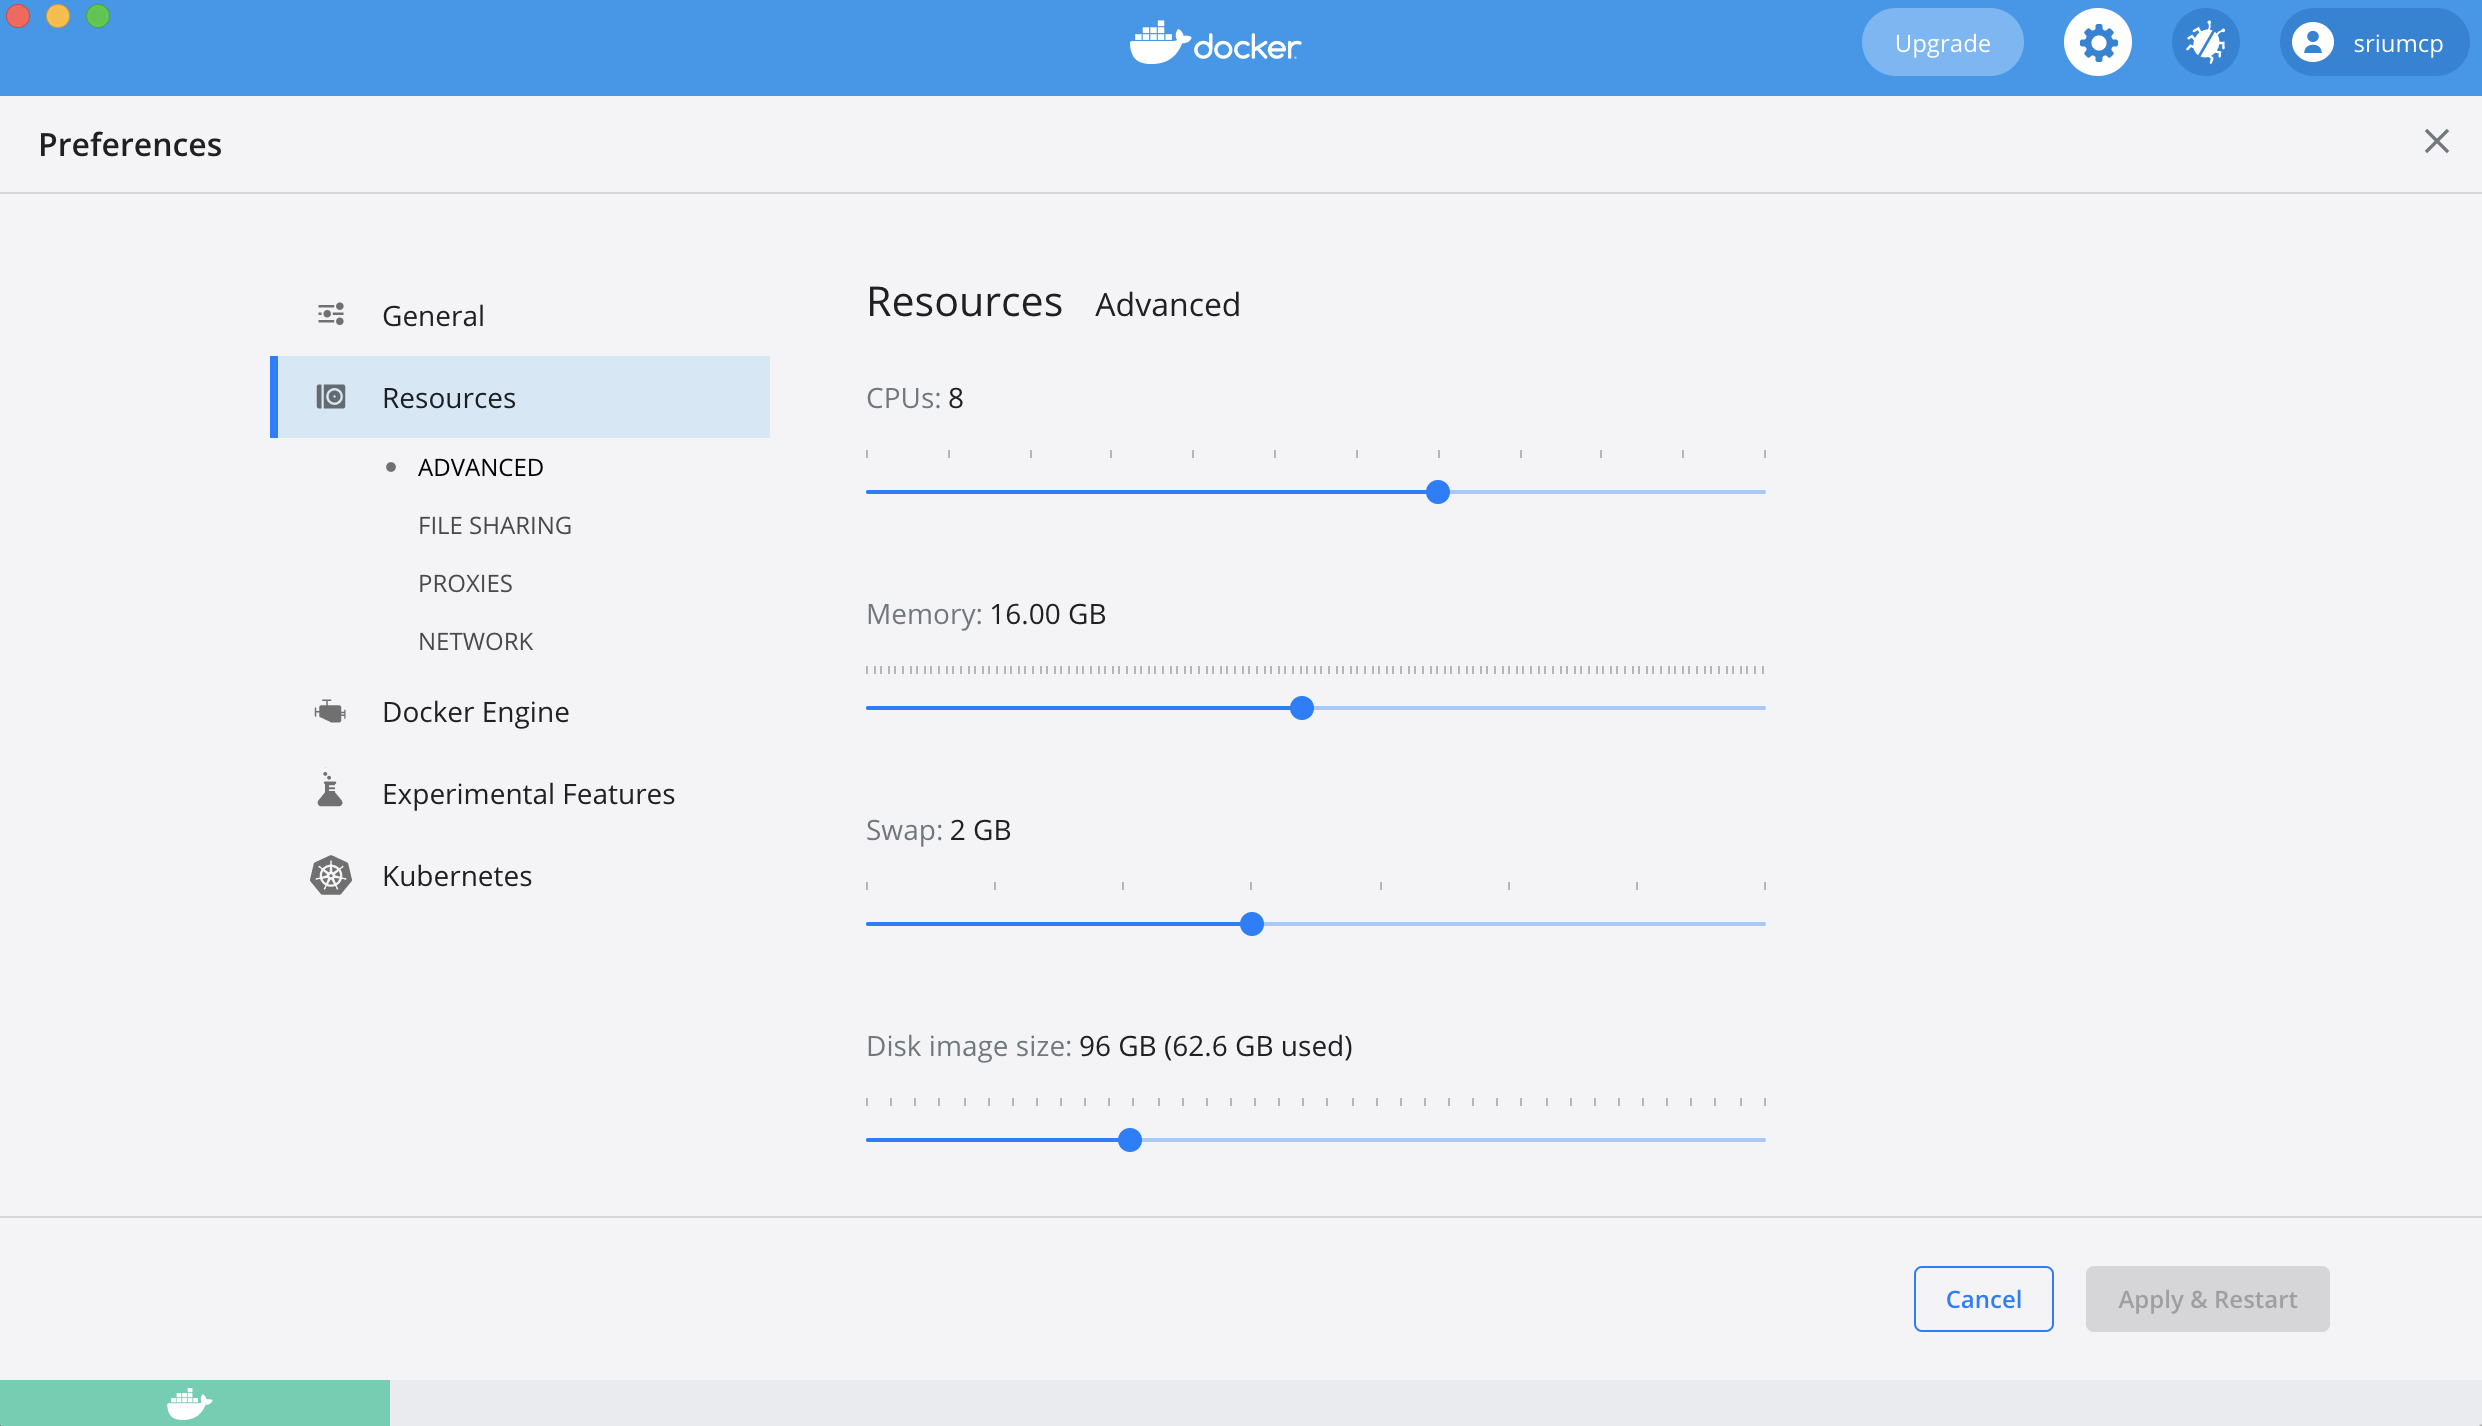 docker
Upgrade
sriumcp
Preferences
General
Resources
ADVANCED
FILE SHARING
PROXIES
NETWORK
Docker Engine
Experimental Features
Kubernetes
Resources Advanced
CPUs: 8
Memory: 16.00 GB
Swap: 2 GB
Disk image size: 96 GB (62.6 GB used)
Cancel
Apply & Restart